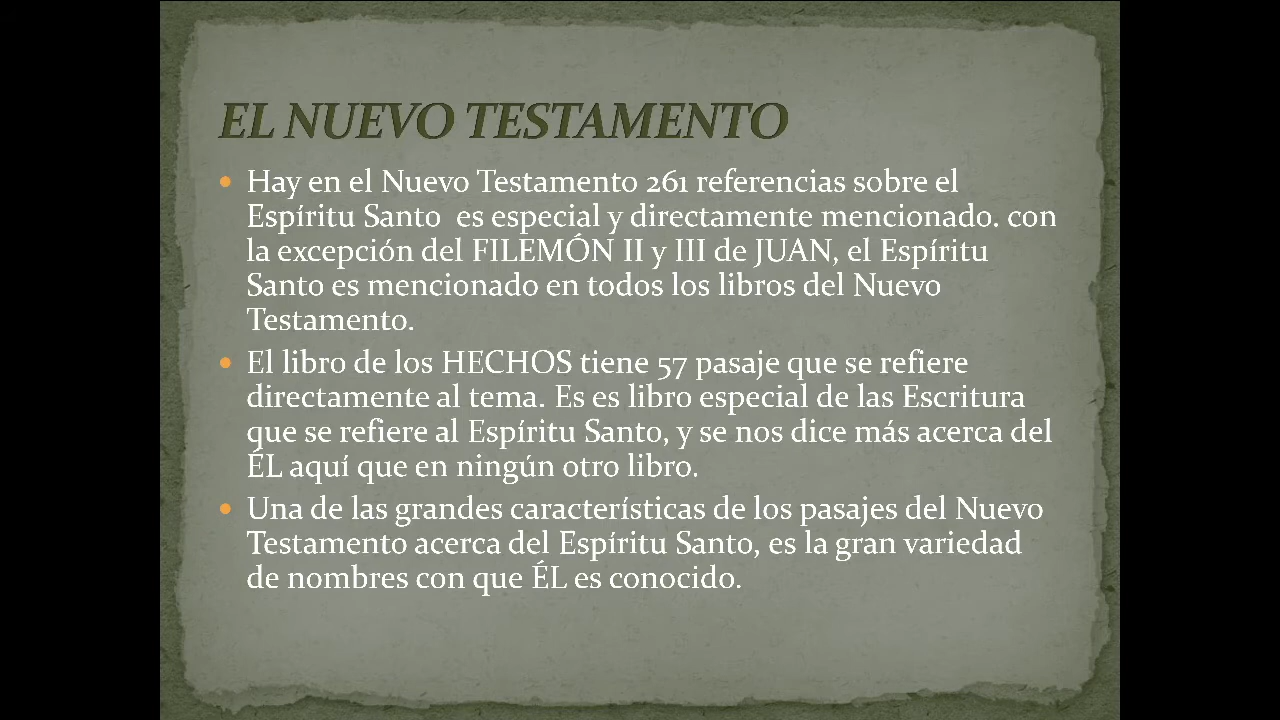 EL NUEVO TESTAMENTO
Hay en el Nuevo Testamento 261 referencias sobre el
Espíritu Santo  es especial y directamente mencionado. con
la excepción del FILEMÓN II y III de JUAN, el Espíritu
Santo es mencionado en todos los libros del Nuevo
Testamento.
El libro de los HECHOS tiene 57 pasaje que se refiere
directamente al tema. Es es libro especial de las Escritura
que se refiere al Espíritu Santo, y se nos dice más acerca del
ÉL aquí que en ningún otro libro.
Una de las grandes características de los pasajes del Nuevo
Testamento acerca del Espíritu Santo, es la gran variedad
de nombres con que ÉL es conocido.